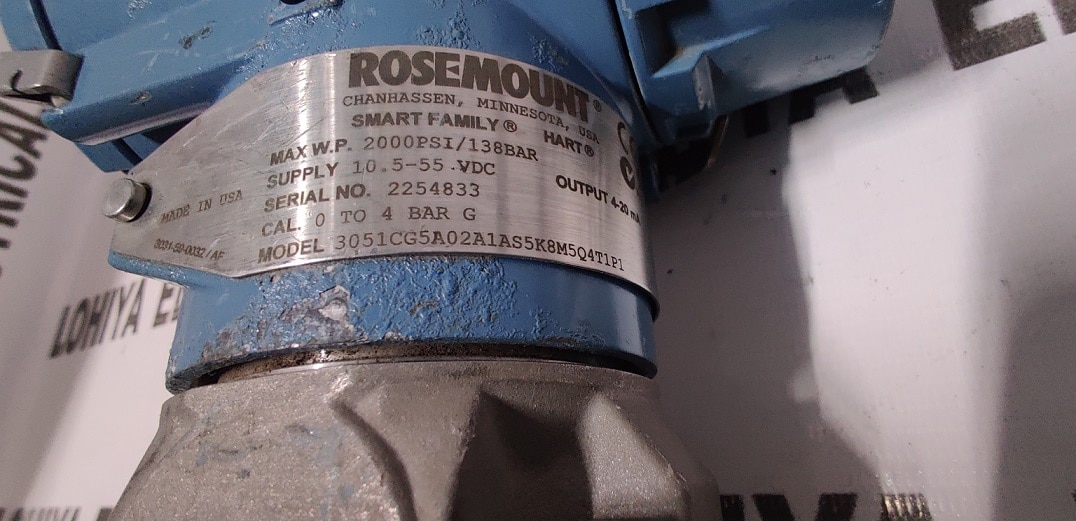 ROSEMOUNT®
CHANHASSEN, MINNESOTA, USA
SMART FAMILY® HART®
MAX W.P. 2000PSI/138BAR
SUPPLY 10.5-55 VDC
OUTPUT 4-20 mA
SERIAL NO. 2254833
CAL. 0 TO 4 BAR G
MODEL 3051CG5A02A1AS5K8M5Q4T1P1
MADE IN USA
LOHIYA